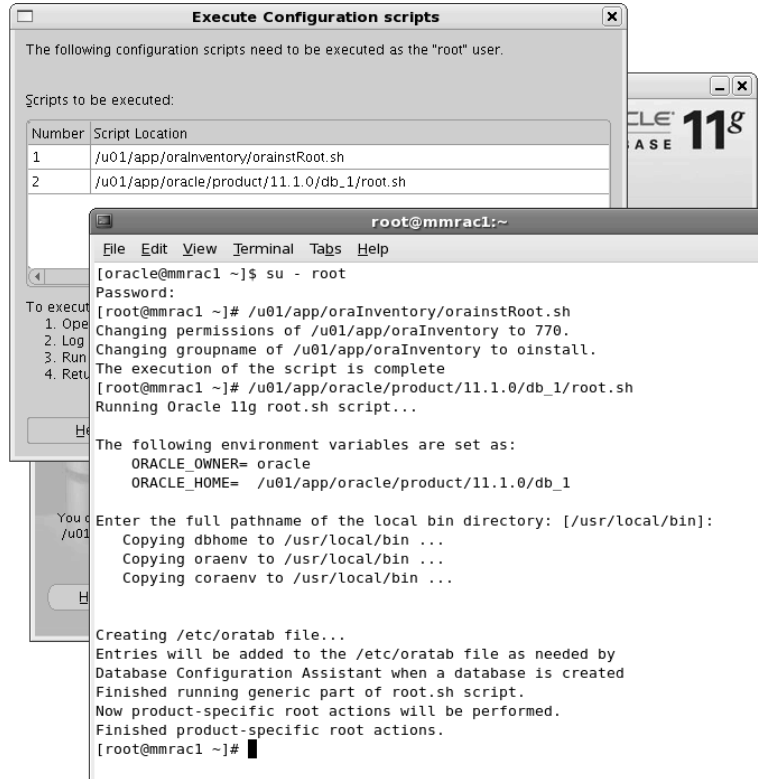 Execute Configuration scripts
The following configuration scripts need to be executed as the "root" user.
Scripts to be executed:
Number Script Location
1 /u01/app/oraInventory/orainstRoot.sh
2 /u01/app/oracle/product/11.1.0/db_1/root.sh
To execut
1. Ope
2. Log
3. Run
4. Retu
He
CLE 11g
ASE
You c
/u01
H
root@mmrac1:~
File Edit View Terminal Tabs Help
[oracle@mmrac1 ~]$ su - root
Password:
[root@mmrac1 ~]# /u01/app/oraInventory/orainstRoot.sh
Changing permissions of /u01/app/oraInventory to 770.
Changing groupname of /u01/app/oraInventory to oinstall.
The execution of the script is complete
[root@mmrac1 ~]# /u01/app/oracle/product/11.1.0/db_1/root.sh
Running Oracle 11g root.sh script...
The following environment variables are set as:
ORACLE_OWNER= oracle
ORACLE_HOME=  /u01/app/oracle/product/11.1.0/db_1
Enter the full pathname of the local bin directory: [/usr/local/bin]:
Copying dbhome to /usr/local/bin ...
Copying oraenv to /usr/local/bin ...
Copying coraenv to /usr/local/bin ...
Creating /etc/oratab file...
Entries will be added to the /etc/oratab file as needed by
Database Configuration Assistant when a database is created
Finished running generic part of root.sh script.
Now product-specific root actions will be performed.
Finished product-specific root actions.
[root@mmrac1 ~]#